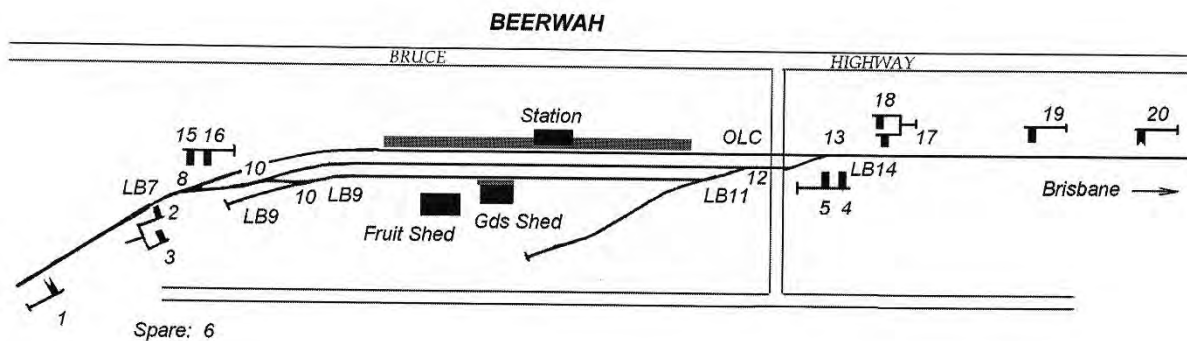 BEERWAH
BRUCE HIGHWAY
Station
OLC
15 16
18
17
19
20
13
LB7
8
10
10
LB9
LB9
2
3
1
12
LB11
LB14
5 4
Fruit Shed
Gds Shed
Brisbane
Spare: 6